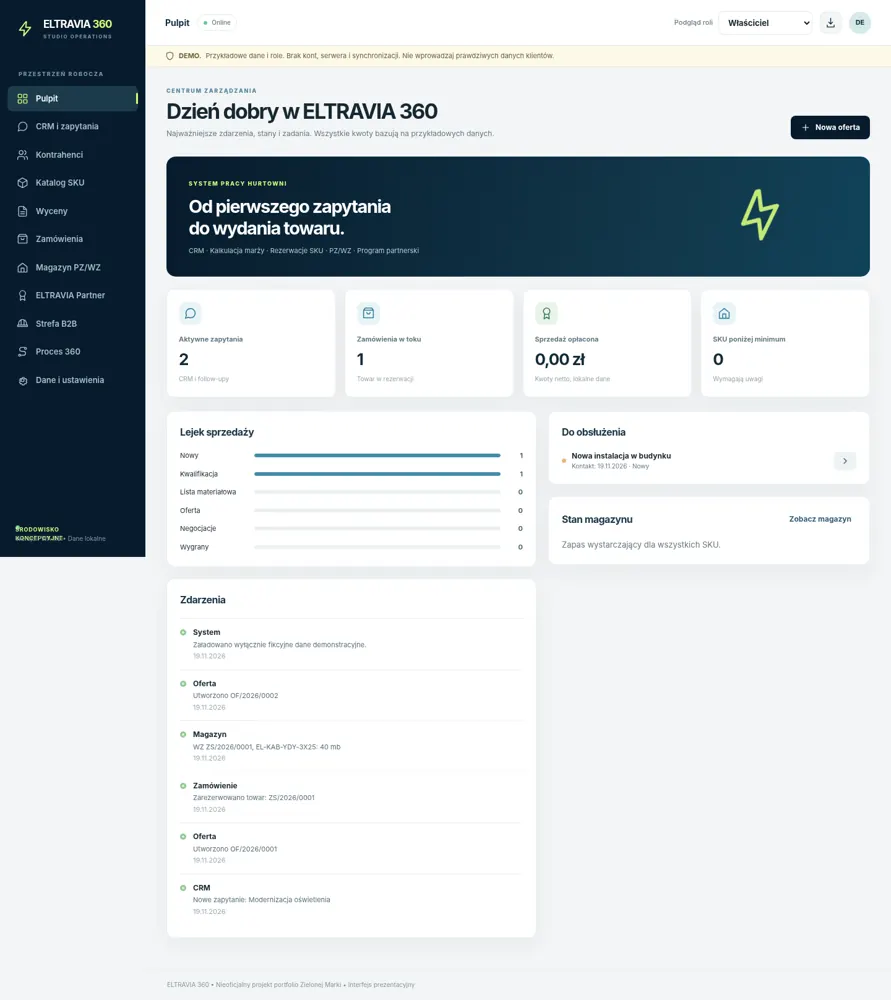 ELTRAVIA 360
STUDIO OPERATIONS
PRZESTRZEŃ ROBOCZA
Pulpit
CRM i zapytania
Kontrahenci
Katalog SKU
Wyceny
Zamówienia
Magazyn PZ/WZ
ELTRAVIA Partner
Strefa B2B
Proces 360
Dane i ustawienia
ŚRODOWISKO
KONCEPCYJNE
• Dane lokalne
Pulpit
Online
Podgląd roli
Właściciel
DE
DEMO. Przykładowe dane i role. Brak kont, serwera i synchronizacji. Nie wprowadzaj prawdziwych danych klientów.
CENTRUM ZARZĄDZANIA
Dzień dobry w ELTRAVIA 360
Najważniejsze zdarzenia, stany i zadania. Wszystkie kwoty bazują na przykładowych danych.
Nowa oferta
SYSTEM PRACY HURTOWNI
Od pierwszego zapytania
do wydania towaru.
CRM · Kalkulacja marży · Rezerwacje SKU · PZ/WZ · Program partnerski
Aktywne zapytania
2
CRM i follow-upy
Zamówienia w toku
1
Towar w rezerwacji
Sprzedaż opłacona
0,00 zł
Kwoty netto, lokalne dane
SKU poniżej minimum
0
Wymagają uwagi
Lejek sprzedaży
Nowy 1
Kwalifikacja 1
Lista materiałowa 0
Oferta 0
Negocjacje 0
Wygrany 0
Do obsłużenia
Nowa instalacja w budynku
Kontakt: 19.11.2026 · Nowy
Stan magazynu
Zobacz magazyn
Zapas wystarczający dla wszystkich SKU.
Zdarzenia
System
Załadowano wyłącznie fikcyjne dane demonstracyjne.
19.11.2026
Oferta
Utworzono OF/2026/0002
19.11.2026
Magazyn
WZ ZS/2026/0001, EL-KAB-YDY-3X25: 40 mb
19.11.2026
Zamówienie
Zarezerwowano towar: ZS/2026/0001
19.11.2026
Oferta
Utworzono OF/2026/0001
19.11.2026
CRM
Nowe zapytanie: Modernizacja oświetlenia
19.11.2026
ELTRAVIA 360 • Nieoficjalny projekt portfolio Zielonej Marki • Interfejs prezentacyjny